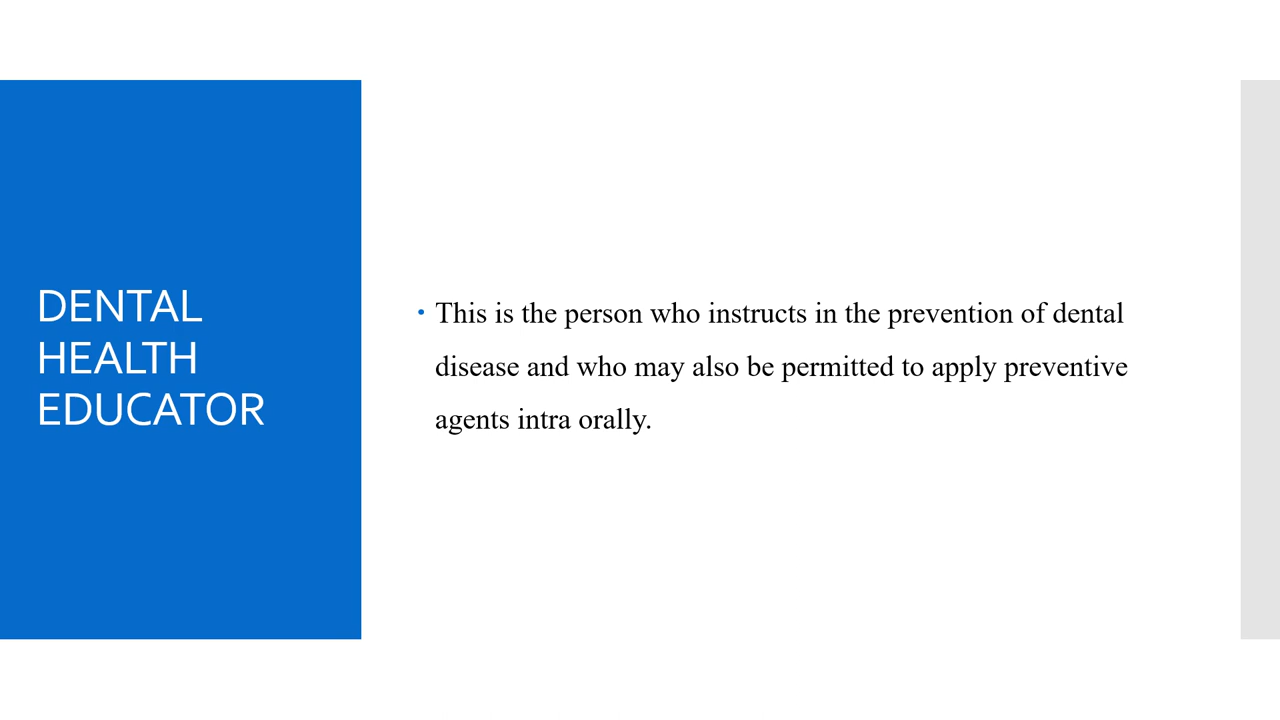 DENTAL
HEALTH
EDUCATOR
• This is the person who instructs in the prevention of dental
disease and who may also be permitted to apply preventive
agents intra orally.